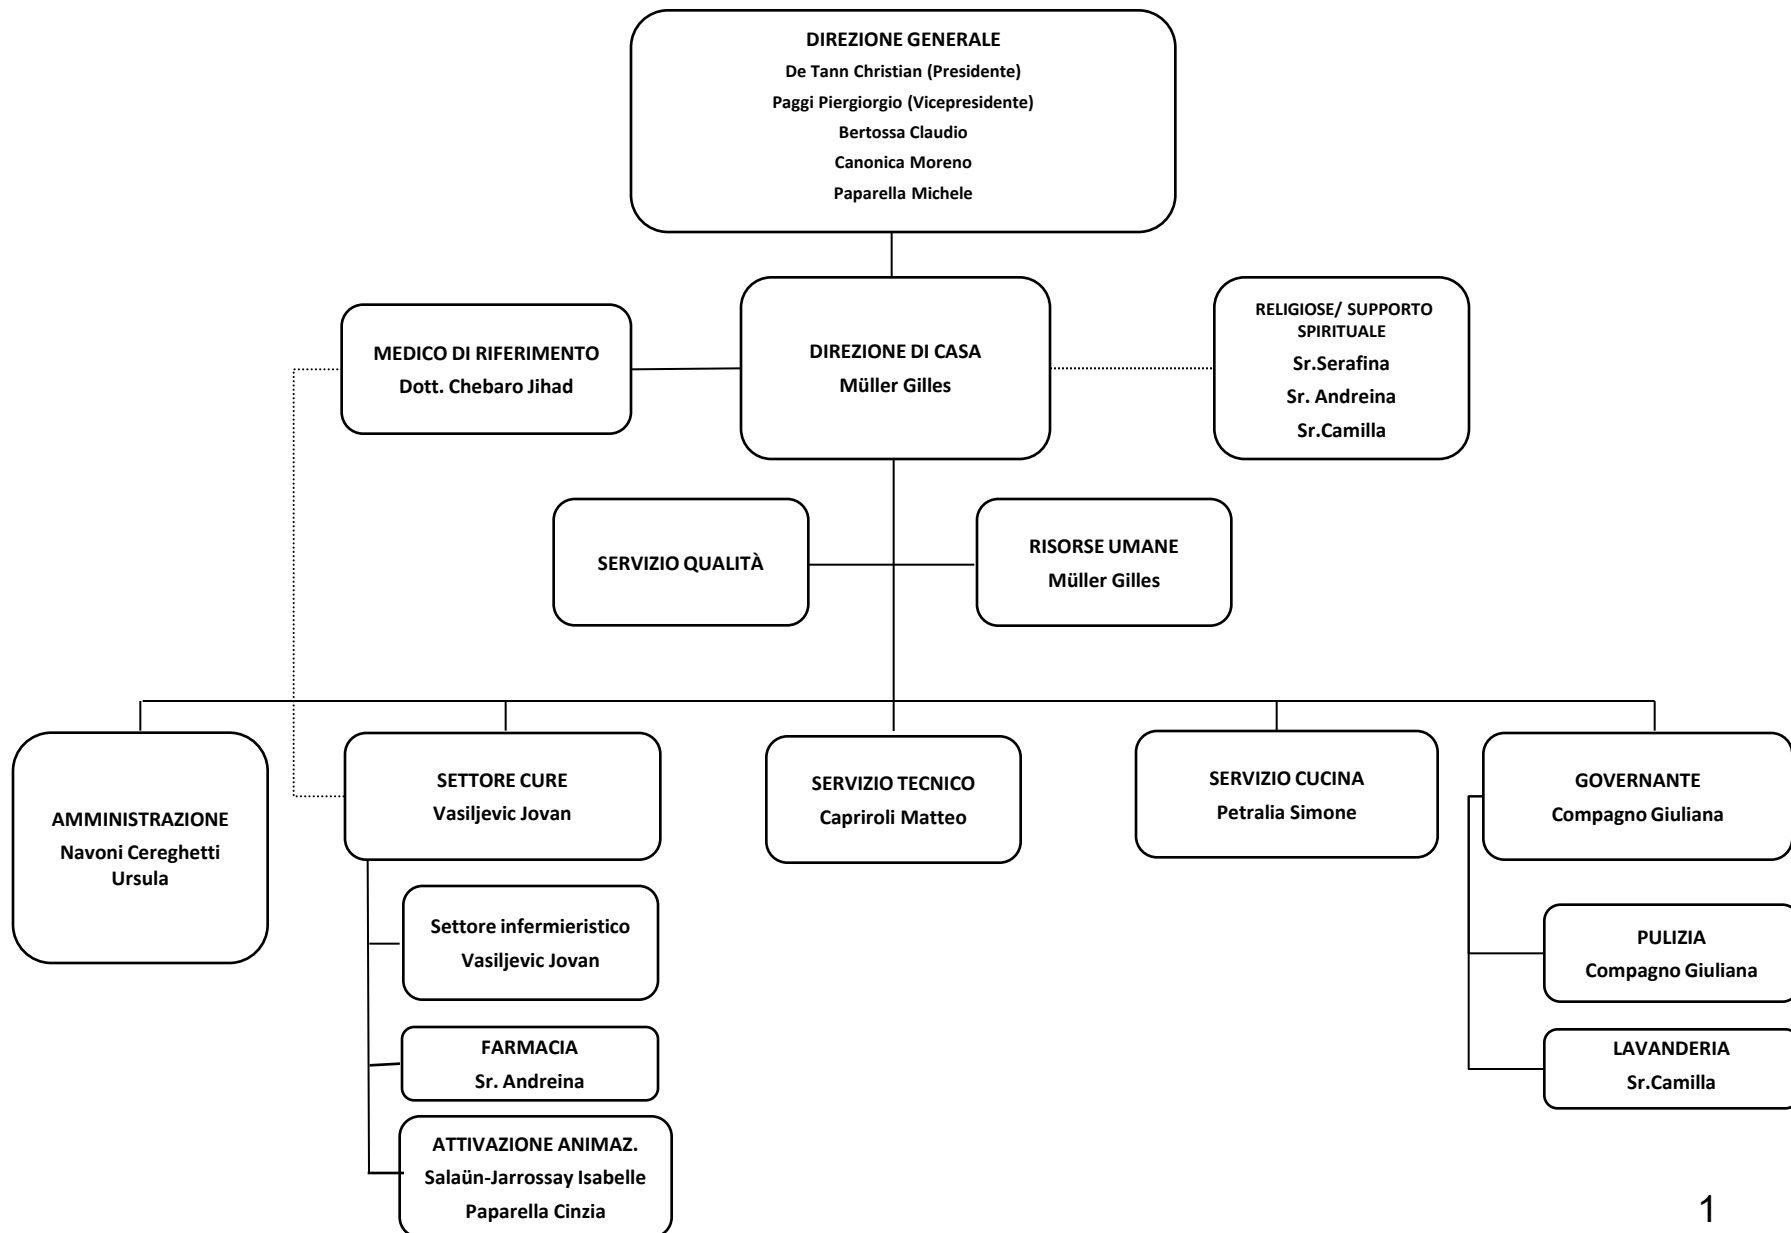 DIREZIONE GENERALE
De Tann Christian (Presidente)
Paggi Piergiorgio (Vicepresidente)
Bertossa Claudio
Canonica Moreno
Paparella Michele
MEDICO DI RIFERIMENTO
Dott. Chebaro Jihad
DIREZIONE DI CASA
Müller Gilles
RELIGIOSE/ SUPPORTO
SPIRITUALE
Sr.Serafina
Sr. Andreina
Sr.Camilla
SERVIZIO QUALITÀ
RISORSE UMANE
Müller Gilles
AMMINISTRAZIONE
Navoni Cereghetti
Ursula
SETTORE CURE
Vasiljevic Jovan
SERVIZIO TECNICO
Capriroli Matteo
SERVIZIO CUCINA
Petralia Simone
GOVERNANTE
Compagno Giuliana
Settore infermieristico
Vasiljevic Jovan
FARMACIA
Sr. Andreina
ATTIVAZIONE ANIMAZ.
Salaün-Jarrossay Isabelle
Paparella Cinzia
PULIZIA
Compagno Giuliana
LAVANDERIA
Sr.Camilla
1